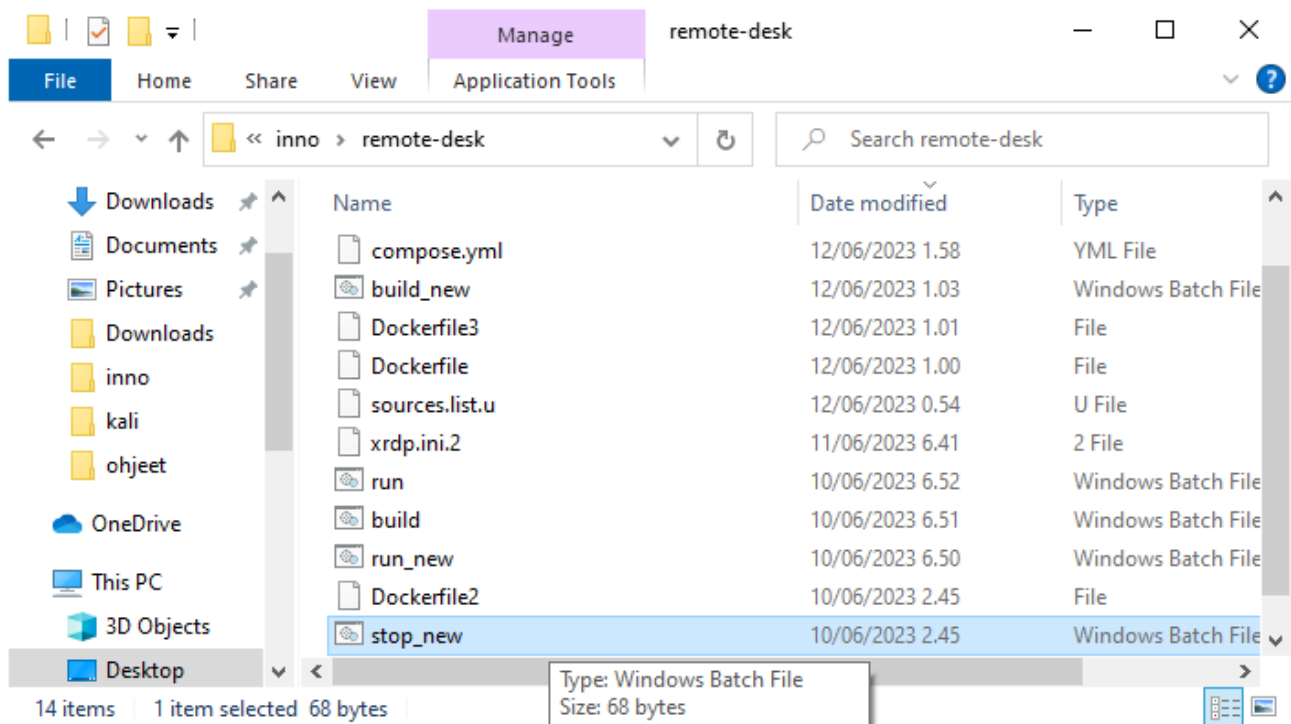 Manage remote-desk
File Home Share View Application Tools
« inno › remote-desk Search remote-desk
Downloads
Documents
Pictures
Downloads
inno
kali
ohjeet
OneDrive
This PC
3D Objects
Desktop
Name Date modified Type
compose.yml 12/06/2023 1.58 YML File
build_new 12/06/2023 1.03 Windows Batch File
Dockerfile3 12/06/2023 1.01 File
Dockerfile 12/06/2023 1.00 File
sources.list.u 12/06/2023 0.54 U File
xrdp.ini.2 11/06/2023 6.41 2 File
run 10/06/2023 6.52 Windows Batch File
build 10/06/2023 6.51 Windows Batch File
run_new 10/06/2023 6.50 Windows Batch File
Dockerfile2 10/06/2023 2.45 File
stop_new 10/06/2023 2.45 Windows Batch File
Type: Windows Batch File
Size: 68 bytes
14 items 1 item selected 68 bytes